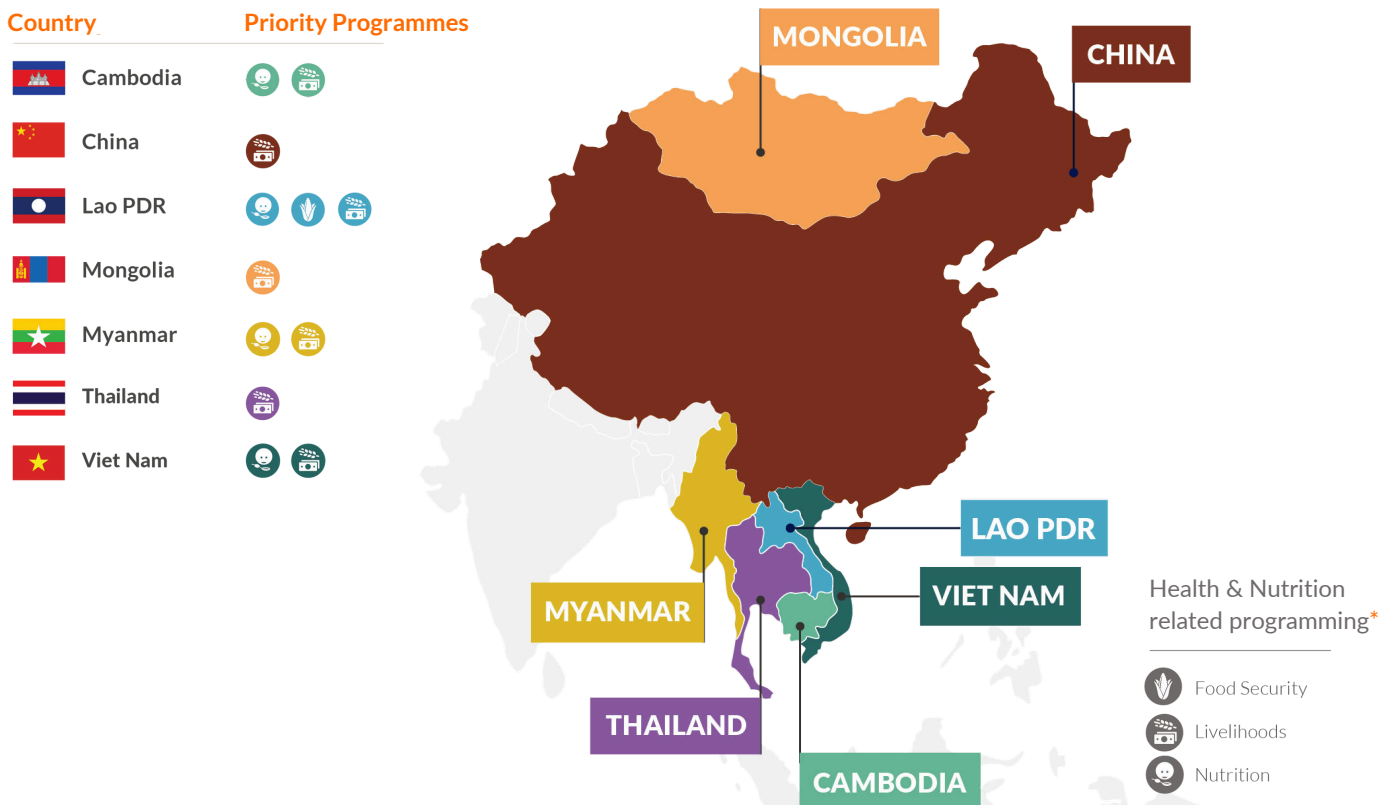 Country
Priority Programmes
Cambodia
China
Lao PDR
Mongolia
Myanmar
Thailand
Viet Nam
MONGOLIA
CHINA
LAO PDR
VIET NAM
MYANMAR
THAILAND
CAMBODIA
Health & Nutrition
related programming*
Food Security
Livelihoods
Nutrition